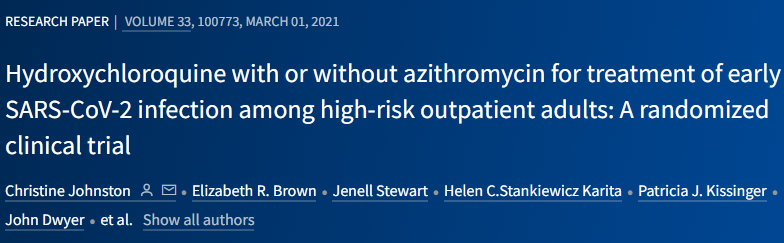 RESEARCH PAPER | VOLUME 33, 100773, MARCH 01, 2021
Hydroxychloroquine with or without azithromycin for treatment of early
SARS-CoV-2 infection among high-risk outpatient adults: A randomized
clinical trial
Christine Johnston • Elizabeth R. Brown • Jenell Stewart • Helen C.Stankiewicz Karita • Patricia J. Kissinger •
John Dwyer • et al. Show all authors